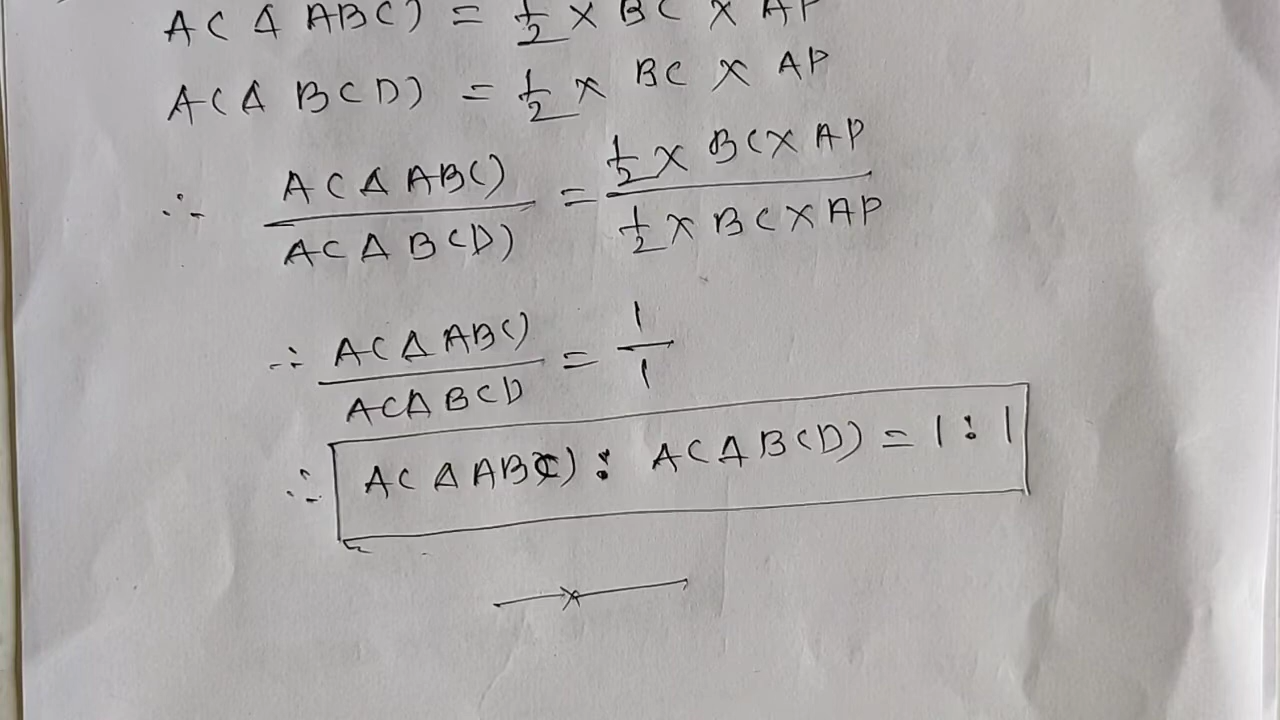 A(Δ ABC) = 1/2 × BC × AP
A(Δ BCD) = 1/2 × BC × AP
∴ A(Δ ABC) / A(Δ BCD) = 1/2 × BC × AP / 1/2 × BC × AP
∴ A(Δ ABC) / A(Δ BCD = 1/1
∴ A(Δ ABC) : A(Δ BCD) = 1 : 1